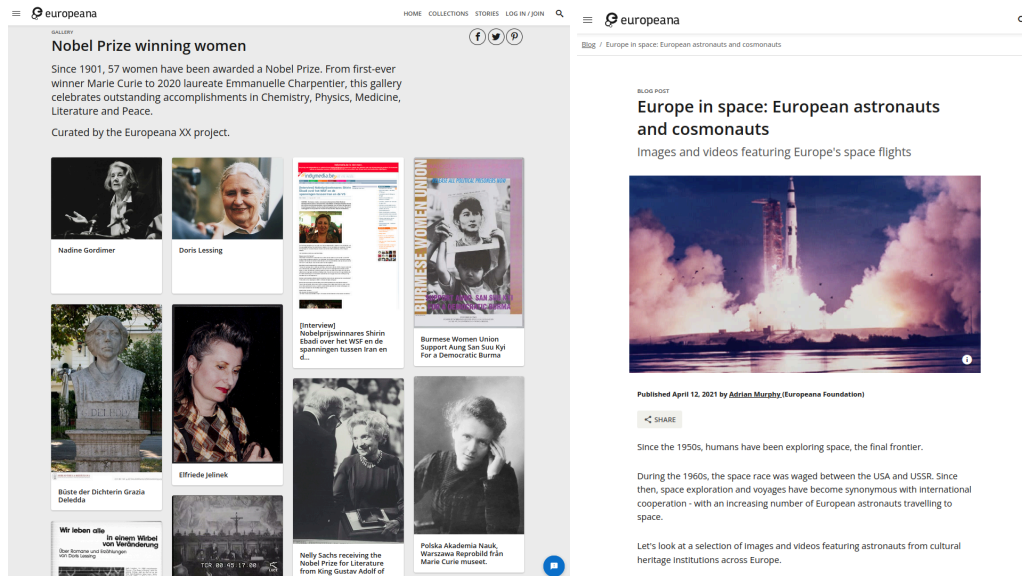 europeana
HOME COLLECTIONS STORIES LOG IN / JOIN
GALLERY
Nobel Prize winning women
Since 1901, 57 women have been awarded a Nobel Prize. From first-ever
winner Marie Curie to 2020 laureate Emmanuelle Charpentier, this gallery
celebrates outstanding accomplishments in Chemistry, Physics, Medicine,
Literature and Peace.
Curated by the Europeana XX project.
Nadine Gordimer
Doris Lessing
[Interview]
Nobelprijswinnares Shirin
Ebadi over het WSF en de
spanningen tussen Iran en
d...
BURMESE WOMEN UNION
Burmese Women Union
Support Aung San Suu Kyi
For a Democratic Burma
Büste der Dichterin Grazia
Deledda
Elfriede Jelinek
Wir leben alle
in einem Wirbel
von Veränderung
Über Romane und Erzählungen
von Doris Lessing
TCR 00 45 17 00
Nelly Sachs receiving the
Nobel Prize for Literature
from King Gustav Adolf of
Polska Akademia Nauk,
Warszawa Reprobild från
Marie Curie museet.
europeana
Blog / Europe in space: European astronauts and cosmonauts
BLOG POST
Europe in space: European astronauts
and cosmonauts
Images and videos featuring Europe's space flights
Published April 12, 2021 by Adrian Murphy (Europeana Foundation)
SHARE
Since the 1950s, humans have been exploring space, the final frontier.
During the 1960s, the space race was waged between the USA and USSR. Since
then, space exploration and voyages have become synonymous with international
cooperation - with an increasing number of European astronauts travelling to
space.
Let's look at a selection of images and videos featuring astronauts from cultural
heritage institutions across Europe.